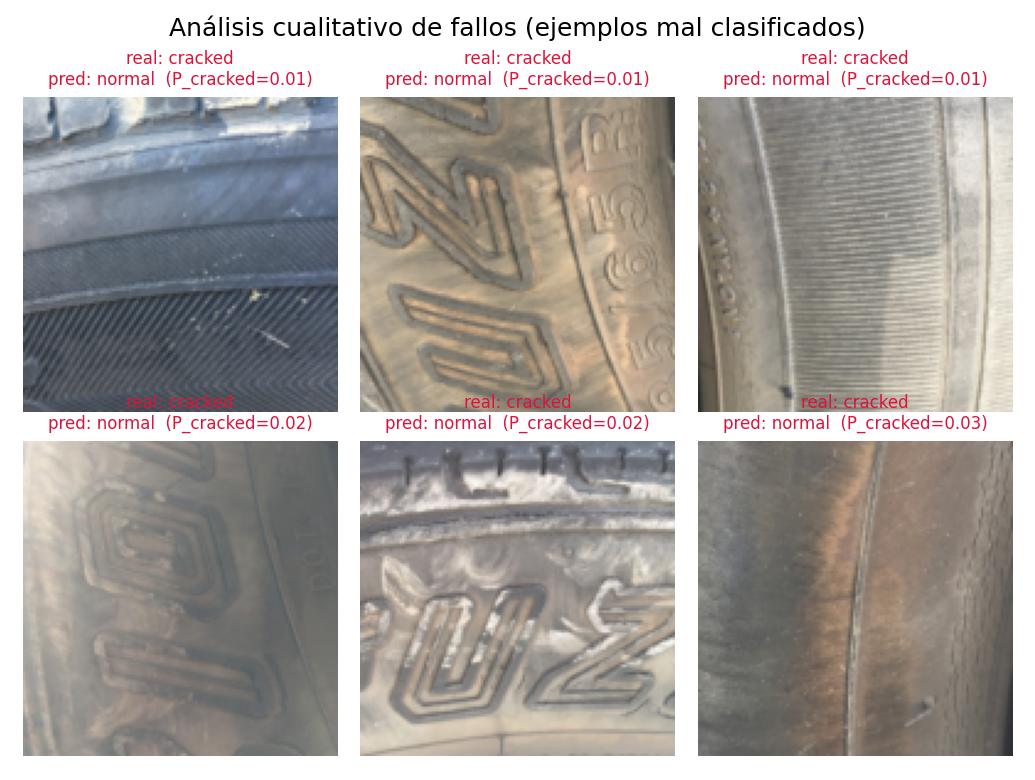 Análisis cualitativo de fallos (ejemplos mal clasificados)
real: cracked
pred: normal (P_cracked=0.01)
real: cracked
pred: normal (P_cracked=0.01)
real: cracked
pred: normal (P_cracked=0.01)
real: cracked
pred: normal (P_cracked=0.02)
real: cracked
pred: normal (P_cracked=0.02)
real: cracked
pred: normal (P_cracked=0.03)